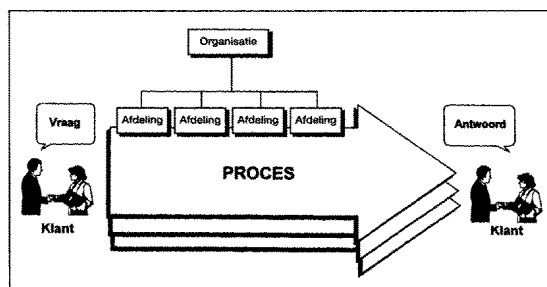 Organisatie
Vraag
Afdeling Afdeling Afdeling Afdeling
Antwoord
PROCES
Klant
Klant